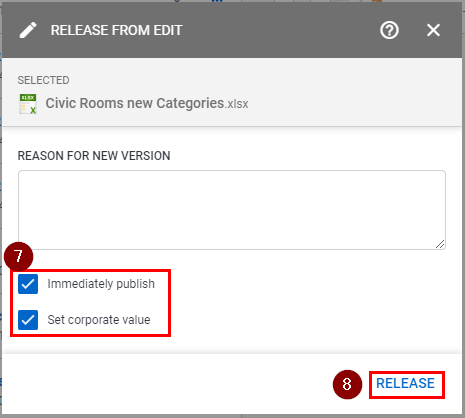 RELEASE FROM EDIT
SELECTED
XLSX
Civic Rooms new Categories.xlsx
REASON FOR NEW VERSION
7
Immediately publish
Set corporate value
8 RELEASE